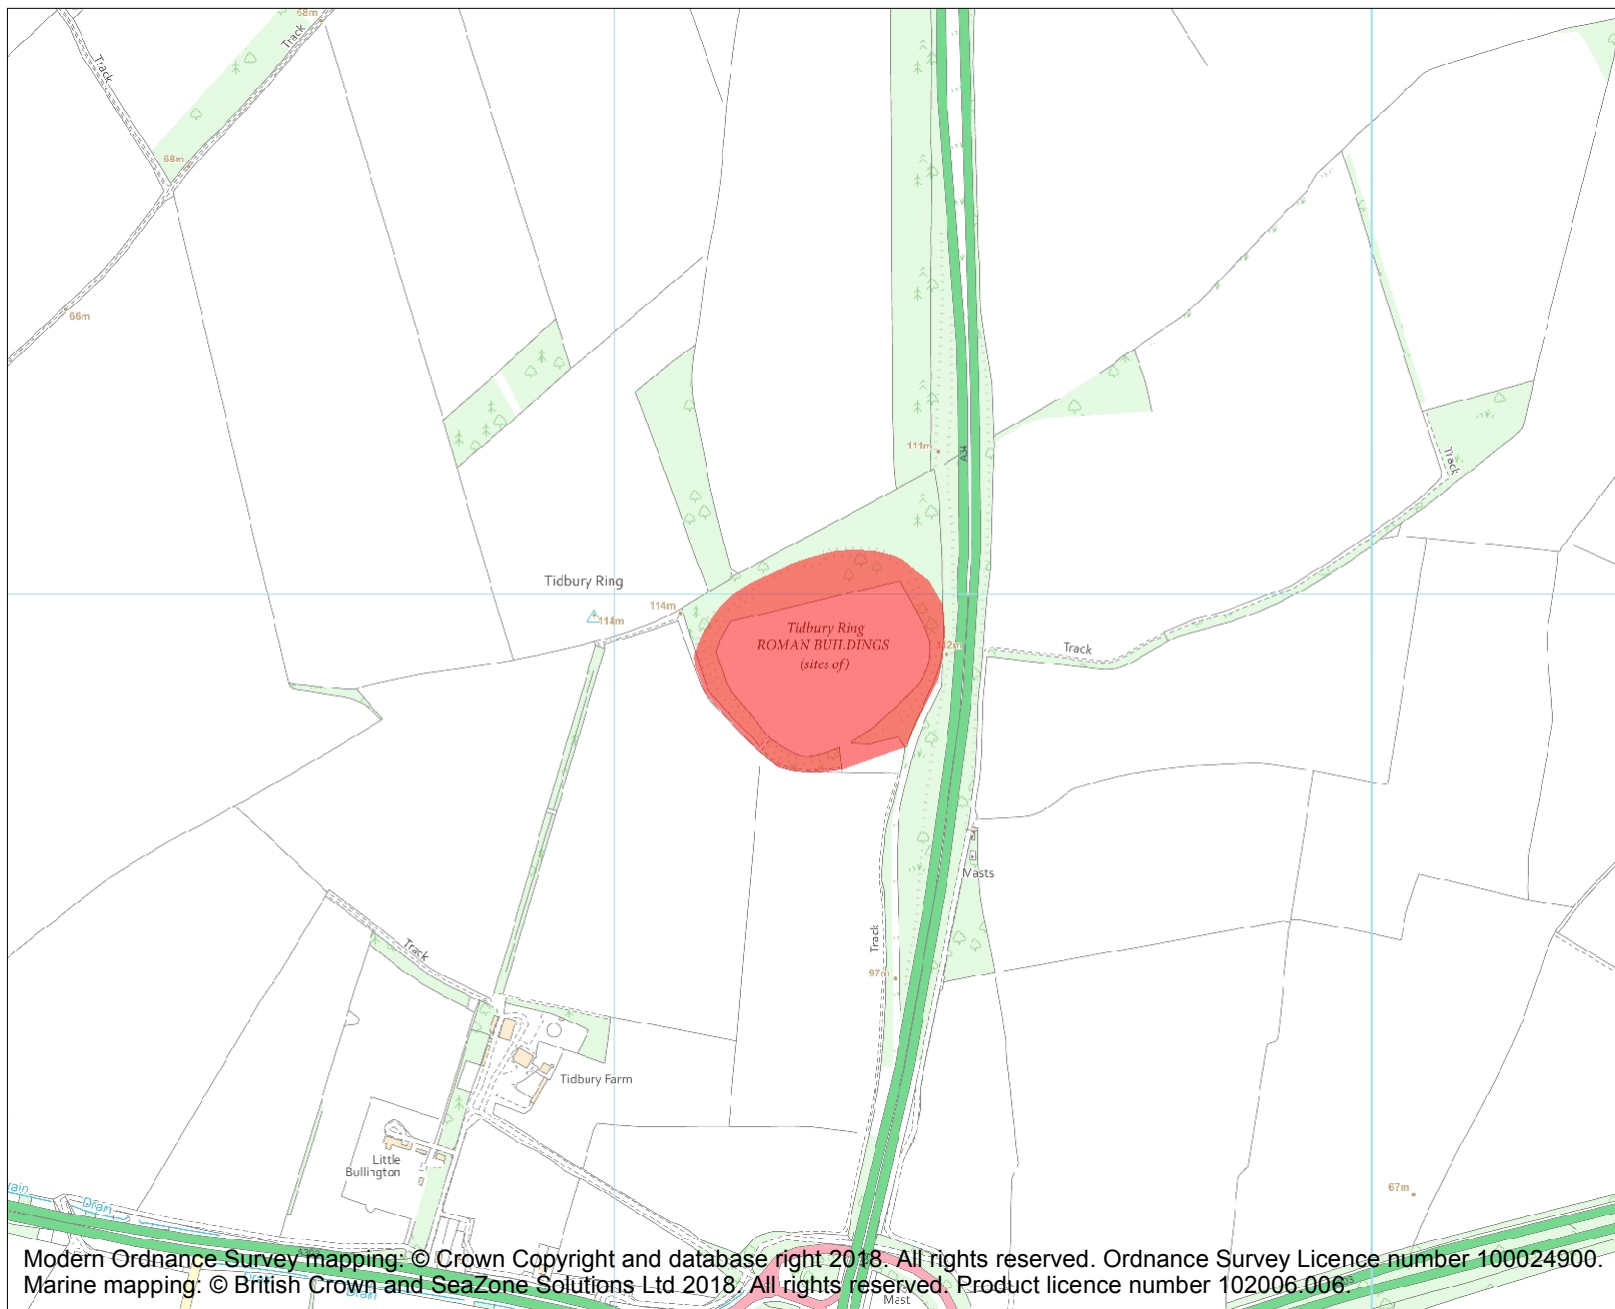 68m
Track
Track
68m
66m
111m
A34
Track
Tidbury Ring
114m
114m
Tidbury Ring
ROMAN BUILDINGS
(sites of)
112m
Track
Masts
Track
Track
97m
Tidbury Farm
Little
Bullington
67m
Drain
Modern Ordnance Survey mapping: © Crown Copyright and database right 2018. All rights reserved. Ordnance Survey Licence number 100024900.
Marine mapping: © British Crown and SeaZone Solutions Ltd 2018. All rights reserved. Product licence number 102006.006.
Drain
Mast